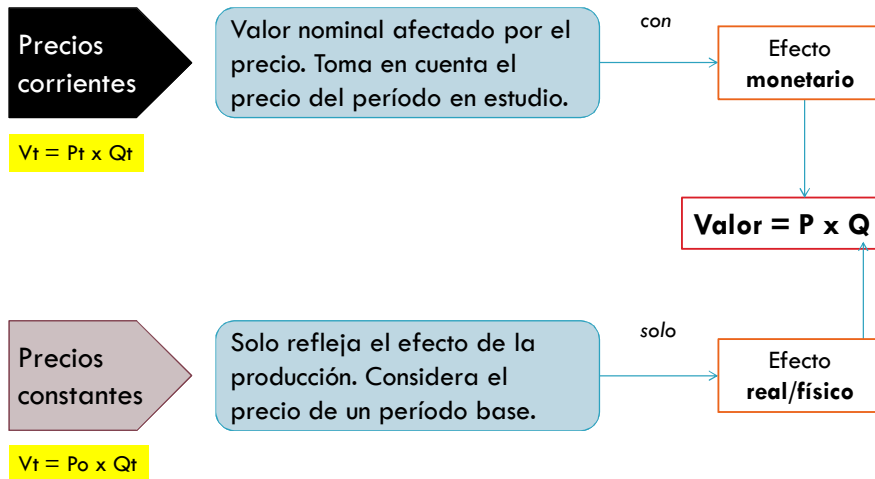 Precios
corrientes
Valor nominal afectado por el
precio. Toma en cuenta el
precio del período en estudio.
con
Efecto
monetario
Vt = Pt x Qt
Valor = P x Q
Precios
constantes
Solo refleja el efecto de la
producción. Considera el
precio de un período base.
solo
Efecto
real/físico
Vt = Po x Qt